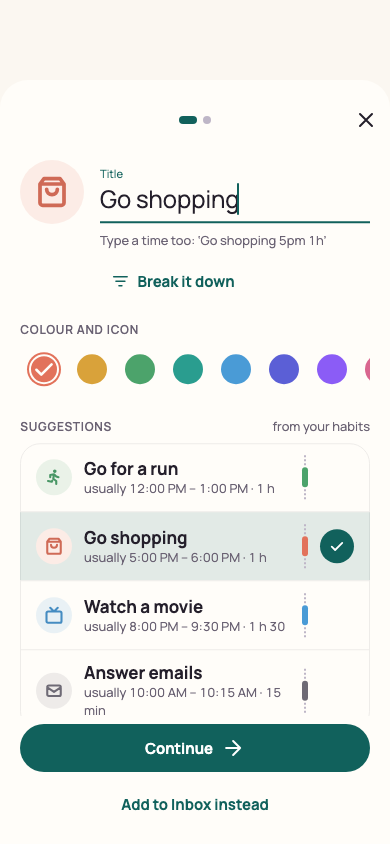 Title
Go shopping
Type a time too: 'Go shopping 5pm 1h'
Break it down
COLOUR AND ICON
SUGGESTIONS
from your habits
Go for a run
usually 12:00 PM – 1:00 PM · 1 h
Go shopping
usually 5:00 PM – 6:00 PM · 1 h
Watch a movie
usually 8:00 PM – 9:30 PM · 1 h 30
Answer emails
usually 10:00 AM – 10:15 AM · 15
min
Continue
Add to Inbox instead